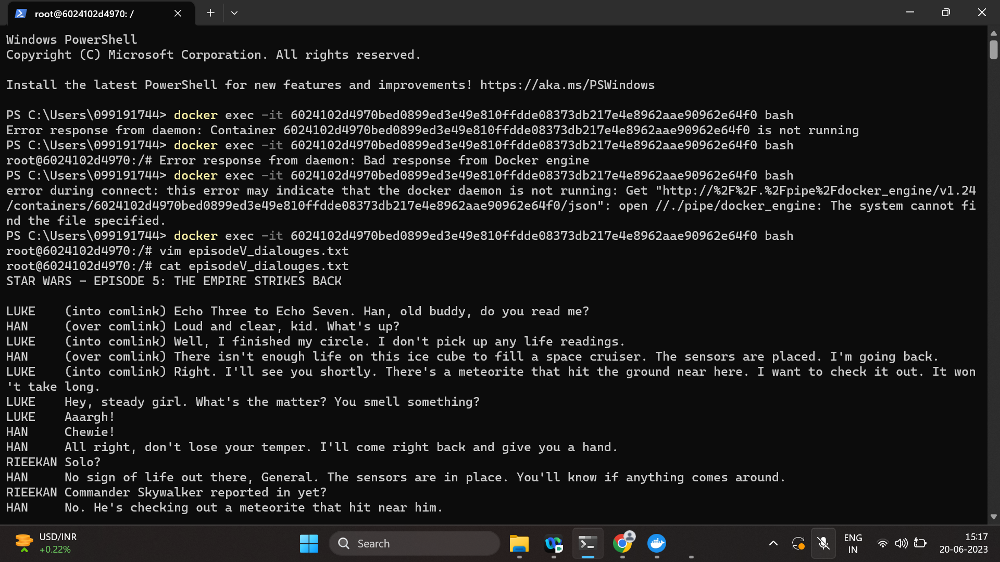 root@6024102d4970: /
Windows PowerShell
Copyright (C) Microsoft Corporation. All rights reserved.
Install the latest PowerShell for new features and improvements! https://aka.ms/PSWindows
PS C:\Users\099191744> docker exec -it 6024102d4970bed0899ed3e49e810ffdde08373db217e4e8962aae90962e64f0 bash
Error response from daemon: Container 6024102d4970bed0899ed3e49e810ffdde08373db217e4e8962aae90962e64f0 is not running
PS C:\Users\099191744> docker exec -it 6024102d4970bed0899ed3e49e810ffdde08373db217e4e8962aae90962e64f0 bash
root@6024102d4970:/# Error response from daemon: Bad response from Docker engine
PS C:\Users\099191744> docker exec -it 6024102d4970bed0899ed3e49e810ffdde08373db217e4e8962aae90962e64f0 bash
error during connect: this error may indicate that the docker daemon is not running: Get "http://%2F%2F.%2Fpipe%2Fdocker_engine/v1.24
/containers/6024102d4970bed0899ed3e49e810ffdde08373db217e4e8962aae90962e64f0/json": open //./pipe/docker_engine: The system cannot fi
nd the file specified.
PS C:\Users\099191744> docker exec -it 6024102d4970bed0899ed3e49e810ffdde08373db217e4e8962aae90962e64f0 bash
root@6024102d4970:/# vim episodeV_dialouges.txt
root@6024102d4970:/# cat episodeV_dialouges.txt
STAR WARS - EPISODE 5: THE EMPIRE STRIKES BACK
LUKE    (into comlink) Echo Three to Echo Seven. Han, old buddy, do you read me?
HAN     (over comlink) Loud and clear, kid. What's up?
LUKE    (into comlink) Well, I finished my circle. I don't pick up any life readings.
HAN     (over comlink) There isn't enough life on this ice cube to fill a space cruiser. The sensors are placed. I'm going back.
LUKE    (into comlink) Right. I'll see you shortly. There's a meteorite that hit the ground near here. I want to check it out. It won
't take long.
LUKE    Hey, steady girl. What's the matter? You smell something?
LUKE    Aaargh!
HAN     Chewie!
HAN     All right, don't lose your temper. I'll come right back and give you a hand.
RIEEKAN Solo?
HAN     No sign of life out there, General. The sensors are in place. You'll know if anything comes around.
RIEEKAN Commander Skywalker reported in yet?
HAN     No. He's checking out a meteorite that hit near him.
USD/INR
+0.22%
Search
ENG
IN
15:17
20-06-2023